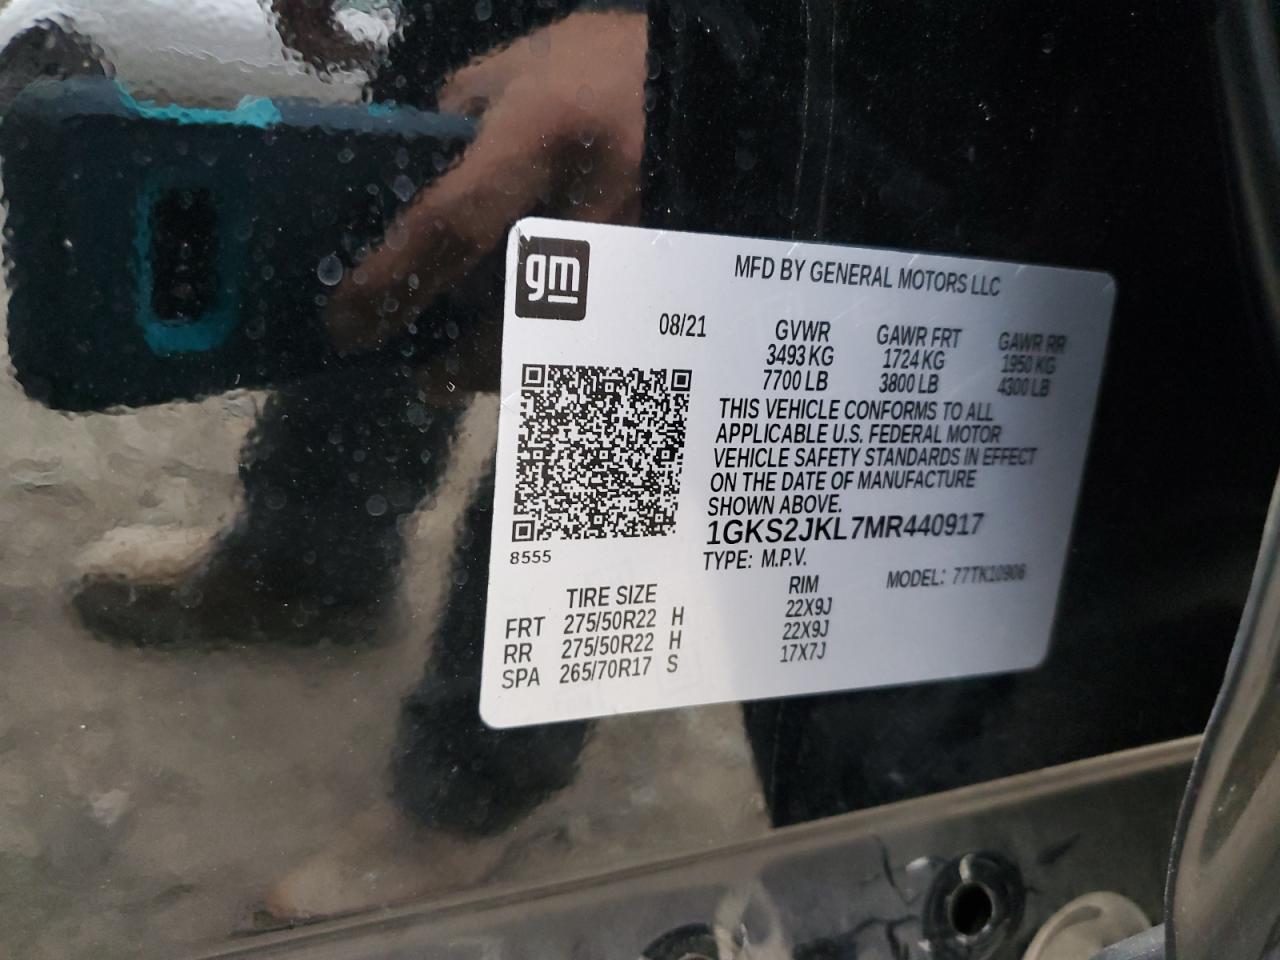 gm
MFD BY GENERAL MOTORS LLC
08/21 GVWR GAWR FRT GAWR RR
3493 KG 1724 KG 1950 KG
7700 LB 3800 LB 4300 LB
THIS VEHICLE CONFORMS TO ALL
APPLICABLE U.S. FEDERAL MOTOR
VEHICLE SAFETY STANDARDS IN EFFECT
ON THE DATE OF MANUFACTURE
SHOWN ABOVE.
1GKS2JKL7MR440917
8555
TYPE: M.P.V.
MODEL: 77TK10906
TIRE SIZE RIM
FRT 275/50R22 H 22X9J
RR 275/50R22 H 22X9J
SPA 265/70R17 S 17X7J